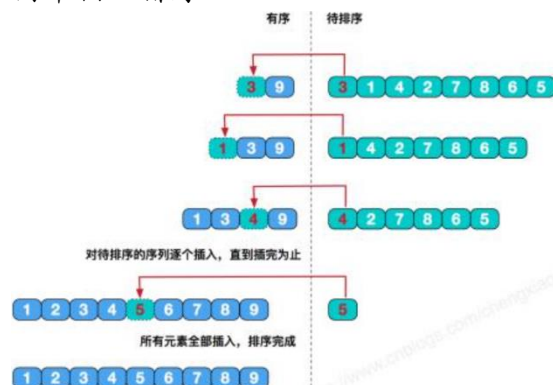 有序 待排序
3 9 3 1 4 2 7 8 6 5
1 3 9 1 4 2 7 8 6 5
1 3 4 9 4 2 7 8 6 5
对待排序的序列逐个插入，直到插完为止
1 2 3 4 5 6 7 8 9 5
所有元素全部插入，排序完成
1 2 3 4 5 6 7 8 9